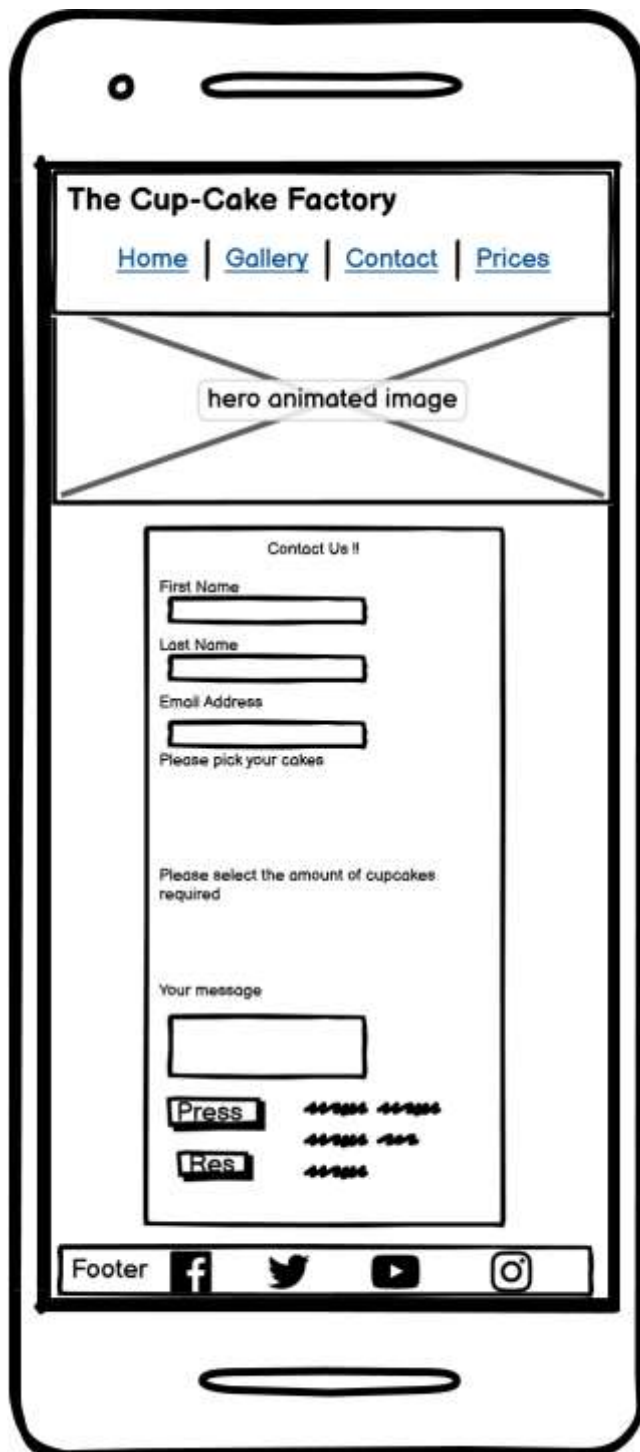 The Cup-Cake Factory
Home | Gallery | Contact | Prices
hero animated image
Contact Us !!
First Name
Last Name
Email Address
Please pick your cakes
Please select the amount of cupcakes
required
Your message
Press
Res
Footer